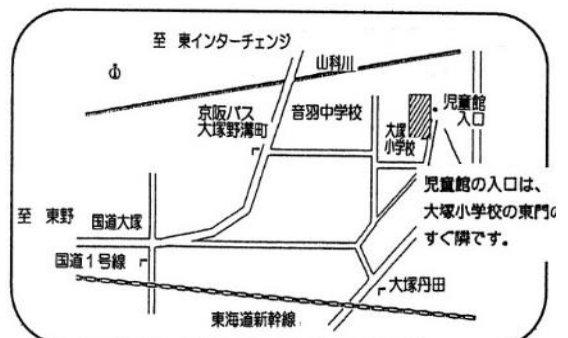 至 東インターチェンジ
山科川
京阪バス
大塚野溝町
音羽中学校
大塚
小学校
児童館
入口
児童館の入口は、
大塚小学校の東門の
すぐ隣です。
至 東野
国道大塚
国道1号線
大塚丹田
東海道新幹線